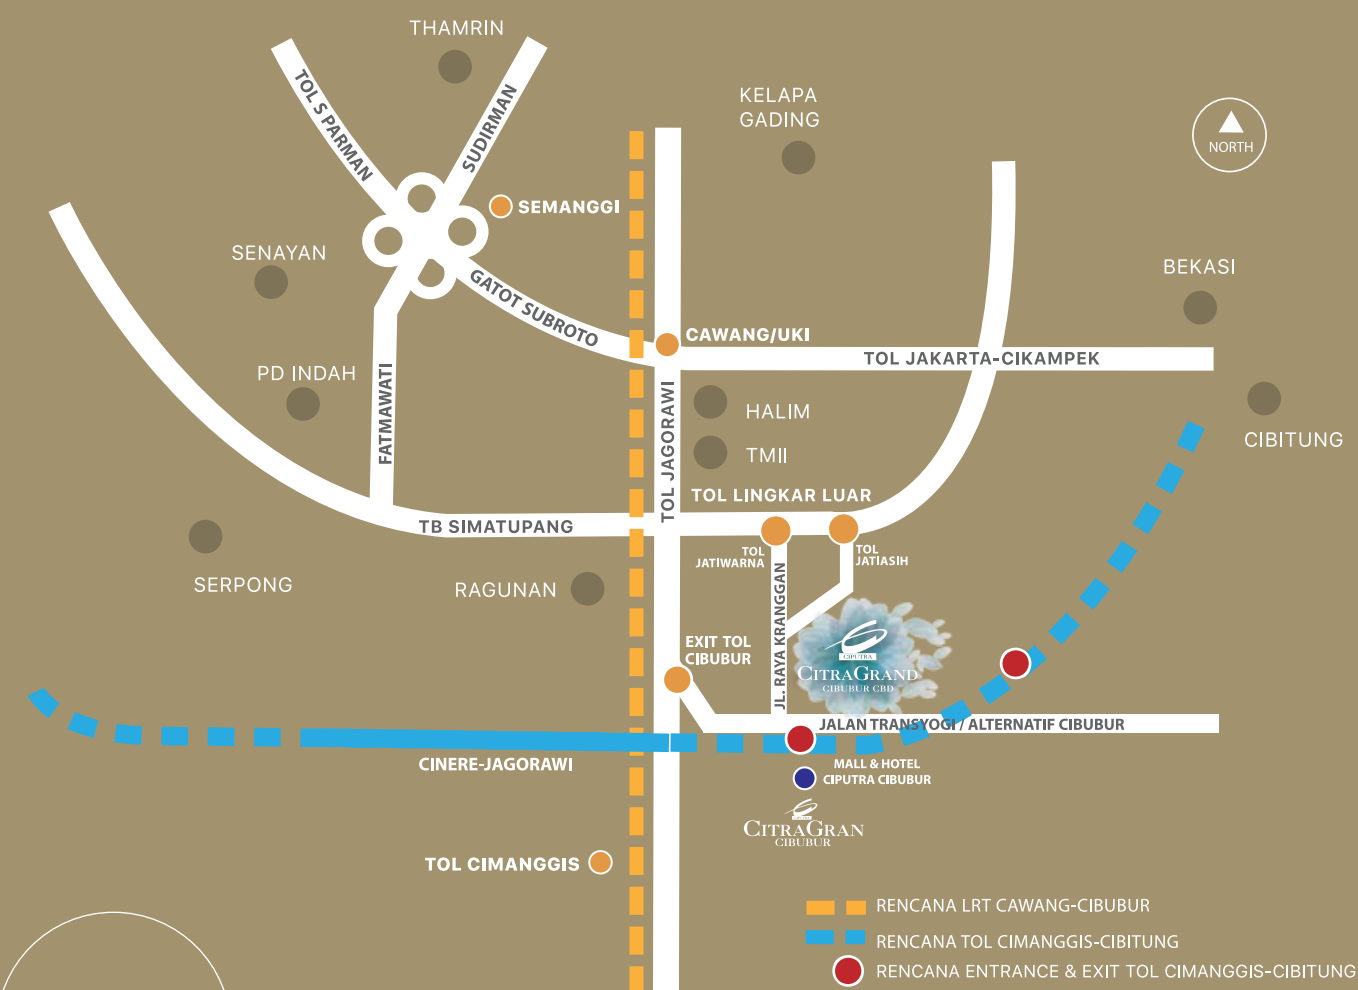 THAMRIN
TOL S PARMAN
SUDIRMAN
KELAPA
GADING
NORTH
SEMANGGI
SENAYAN
GATOT SUBROTO
BEKASI
CAWANG/UKI
TOL JAKARTA-CIKAMPEK
PD INDAH
FATMAWATI
TOL JAGORAWI
HALIM
CIBITUNG
TMII
TOL LINGKAR LUAR
TB SIMATUPANG
TOL
JATIWARNA
TOL
JATIASIH
SERPONG
RAGUNAN
JL. RAYA KRANGGAN
EXIT TOL
CIBUBUR
CIPUTRA
CITRAGRAND
CIBUBUR CBD
JALAN TRANSYOGI / ALTERNATIF CIBUBUR
CINERE-JAGORAWI
MALL & HOTEL
CIPUTRA CIBUBUR
CITRAGRAN
CIBUBUR
TOL CIMANGGIS
RENCANA LRT CAWANG-CIBUBUR
RENCANA TOL CIMANGGIS-CIBITUNG
RENCANA ENTRANCE & EXIT TOL CIMANGGIS-CIBITUNG